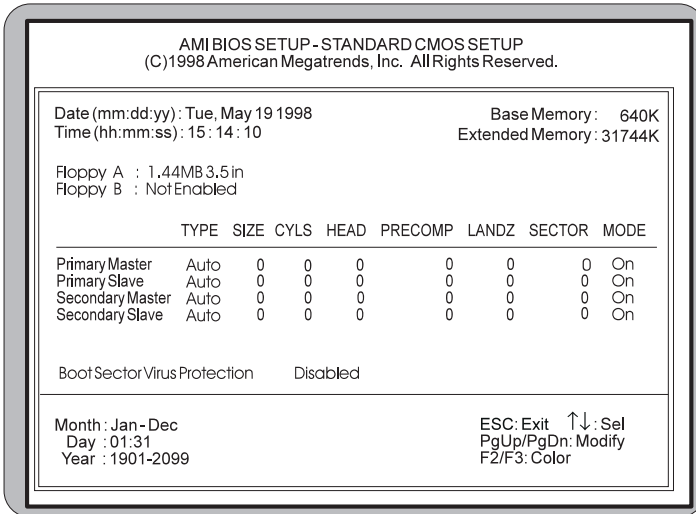 AMI BIOS SETUP - STANDARD CMOS SETUP
(C)1998 American Megatrends, Inc. All Rights Reserved.
Date (mm:dd:yy) : Tue, May 19 1998 Base Memory : 640K
Time (hh:mm:ss) : 15 : 14 : 10 Extended Memory : 31744K
Floppy A : 1.44MB 3.5 in
Floppy B : Not Enabled
TYPE SIZE CYLS HEAD PRECOMP LANDZ SECTOR MODE
Primary Master Auto 0 0 0 0 0 0 On
Primary Slave Auto 0 0 0 0 0 0 On
Secondary Master Auto 0 0 0 0 0 0 On
Secondary Slave Auto 0 0 0 0 0 0 On
Boot Sector Virus Protection Disabled
Month : Jan - Dec ESC: Exit ↑↓: Sel
Day : 01:31 PgUp/PgDn: Modify
Year : 1901-2099 F2/F3: Color